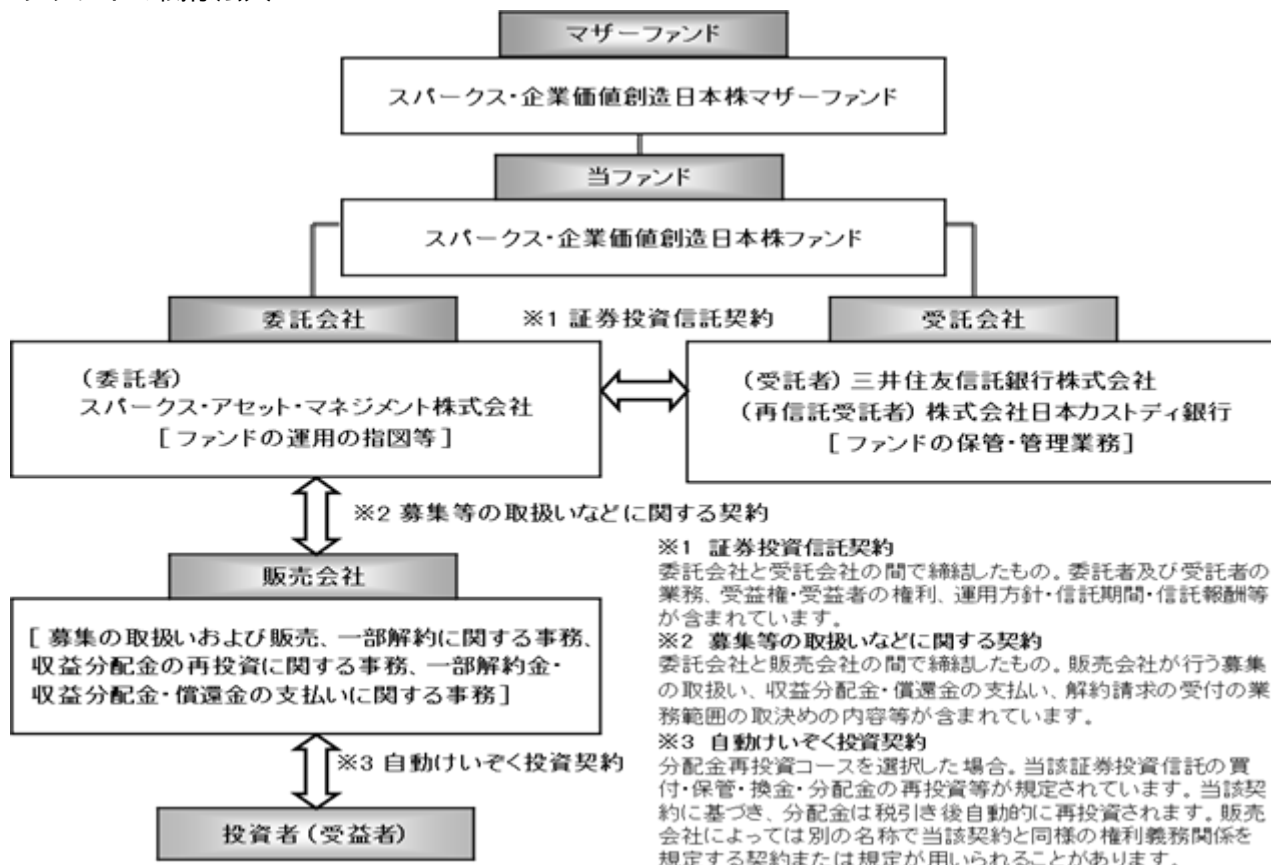 マザーファンド
スパークス・企業価値創造日本株マザーファンド
当ファンド
スパークス・企業価値創造日本株ファンド
委託会社
※1 証券投資信託契約
受託会社
(委託者)
スパークス・アセット・マネジメント株式会社
[ファンドの運用の指図等]
(受託者) 三井住友信託銀行株式会社
(再信託受託者) 株式会社日本カストディ銀行
[ファンドの保管・管理業務]
※2 募集等の取扱いなどに関する契約
販売会社
[募集の取扱いおよび販売、一部解約に関する事務、
収益分配金の再投資に関する事務、一部解約金・
収益分配金・償還金の支払いに関する事務]
※3 自動けいぞく投資契約
投資者(受益者)
※1 証券投資信託契約
委託会社と受託会社の間で締結したもの。委託者及び受託者の
業務、受益権・受益者の権利、運用方針・信託期間・信託報酬等
が含まれています。
※2 募集等の取扱いなどに関する契約
委託会社と販売会社の間で締結したもの。販売会社が行う募集
の取扱い、収益分配金・償還金の支払い、解約請求の受付の業
務範囲の取決めの内容等が含まれています。
※3 自動けいぞく投資契約
分配金再投資コースを選択した場合。当該証券投資信託の買
付・保管・換金・分配金の再投資等が規定されています。当該契
約に基づき、分配金は税引き後自動的に再投資されます。販売
会社によっては別の名称で当該契約と同様の権利義務関係を
規定する契約または規定が用いられることがあります。